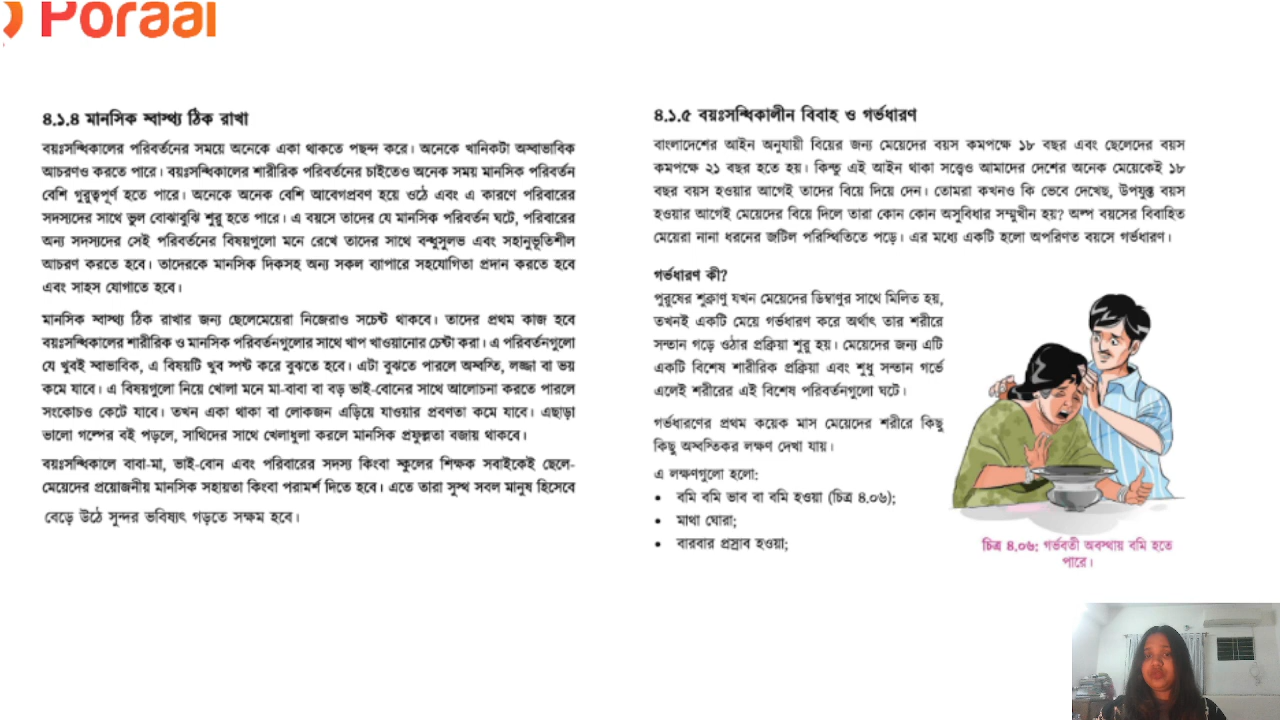 Poraai
৪.১.৪ মানসিক স্বাস্থ্য ঠিক রাখা
বয়ঃসন্ধিকালের পরিবর্তনের সময়ে অনেকে একা থাকতে পছন্দ করে। অনেকে খানিকটা অস্বাভাবিক
আচরণও করতে পারে। বয়ঃসন্ধিকালের শারীরিক পরিবর্তনের চাইতেও অনেক সময় মানসিক পরিবর্তন
বেশি গুরুত্বপূর্ণ হতে পারে। অনেকে অনেক বেশি আবেগপ্রবণ হয়ে ওঠে এবং এ কারণে পরিবারের
সদস্যদের সাথে ভুল বোঝাবুঝি শুরু হতে পারে। এ বয়সে তাদের যে মানসিক পরিবর্তন ঘটে, পরিবারের
অন্য সদস্যদের সেই পরিবর্তনের বিষয়গুলো মনে রেখে তাদের সাথে বন্ধুসুলভ এবং সহানুভূতিশীল
আচরণ করতে হবে। তাদেরকে মানসিক দিকসহ অন্য সকল ব্যাপারে সহযোগিতা প্রদান করতে হবে
এবং সাহস যোগাতে হবে।
মানসিক স্বাস্থ্য ঠিক রাখার জন্য ছেলেমেয়েরা নিজেরাও সচেষ্ট থাকবে। তাদের প্রথম কাজ হবে
বয়ঃসন্ধিকালের শারীরিক ও মানসিক পরিবর্তনগুলোর সাথে খাপ খাওয়ানোর চেষ্টা করা। এ পরিবর্তনগুলো
যে খুবই স্বাভাবিক, এ বিষয়টি খুব স্পষ্ট করে বুঝতে হবে। এটা বুঝতে পারলে অস্বস্তি, লজ্জা বা ভয়
কমে যাবে। এ বিষয়গুলো নিয়ে খোলা মনে মা-বাবা বা বড় ভাই-বোনের সাথে আলোচনা করতে পারলে
সংকোচও কেটে যাবে। তখন একা থাকা বা লোকজন এড়িয়ে যাওয়ার প্রবণতা কমে যাবে। এছাড়া
ভালো গল্পের বই পড়লে, সাথিদের সাথে খেলাধুলা করলে মানসিক প্রফুল্লতা বজায় থাকবে।
বয়ঃসন্ধিকালে বাবা-মা, ভাই-বোন এবং পরিবারের সদস্য কিংবা স্কুলের শিক্ষক সবাইকেই ছেলে-
মেয়েদের প্রয়োজনীয় মানসিক সহায়তা কিংবা পরামর্শ দিতে হবে। এতে তারা সুস্থ সবল মানুষ হিসেবে
বেড়ে উঠে সুন্দর ভবিষ্যৎ গড়তে সক্ষম হবে।
৪.১.৫ বয়ঃসন্ধিকালীন বিবাহ ও গর্ভধারণ
বাংলাদেশের আইন অনুযায়ী বিয়ের জন্য মেয়েদের বয়স কমপক্ষে ১৮ বছর এবং ছেলেদের বয়স
কমপক্ষে ২১ বছর হতে হয়। কিন্তু এই আইন থাকা সত্ত্বেও আমাদের দেশের অনেক মেয়েকেই ১৮
বছর বয়স হওয়ার আগেই তাদের বিয়ে দিয়ে দেন। তোমরা কখনও কি ভেবে দেখেছ, উপযুক্ত বয়স
হওয়ার আগেই মেয়েদের বিয়ে দিলে তারা কোন কোন অসুবিধার সম্মুখীন হয়? অল্প বয়সের বিবাহিত
মেয়েরা নানা ধরনের জটিল পরিস্থিতিতে পড়ে। এর মধ্যে একটি হলো অপরিণত বয়সে গর্ভধারণ।
গর্ভধারণ কী?
পুরুষের শুক্রাণু যখন মেয়েদের ডিম্বাণুর সাথে মিলিত হয়,
তখনই একটি মেয়ে গর্ভধারণ করে অর্থাৎ তার শরীরে
সন্তান গড়ে ওঠার প্রক্রিয়া শুরু হয়। মেয়েদের জন্য এটি
একটি বিশেষ শারীরিক প্রক্রিয়া এবং শুধু সন্তান গর্ভে
এলেই শরীরের এই বিশেষ পরিবর্তনগুলো ঘটে।
গর্ভধারণের প্রথম কয়েক মাস মেয়েদের শরীরে কিছু
কিছু অস্বস্তিকর লক্ষণ দেখা যায়।
এ লক্ষণগুলো হলো:
• বমি বমি ভাব বা বমি হওয়া (চিত্র ৪.০৬);
• মাথা ঘোরা;
• বারবার প্রস্রাব হওয়া;
চিত্র ৪.০৬: গর্ভবতী অবস্থায় বমি হতে
পারে।